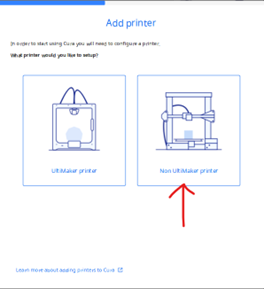 Add printer
In order to start using Cura you will need to configure a printer.
What printer would you like to setup?
UltiMaker printer
Non UltiMaker printer
Learn more about adding printers to Cura